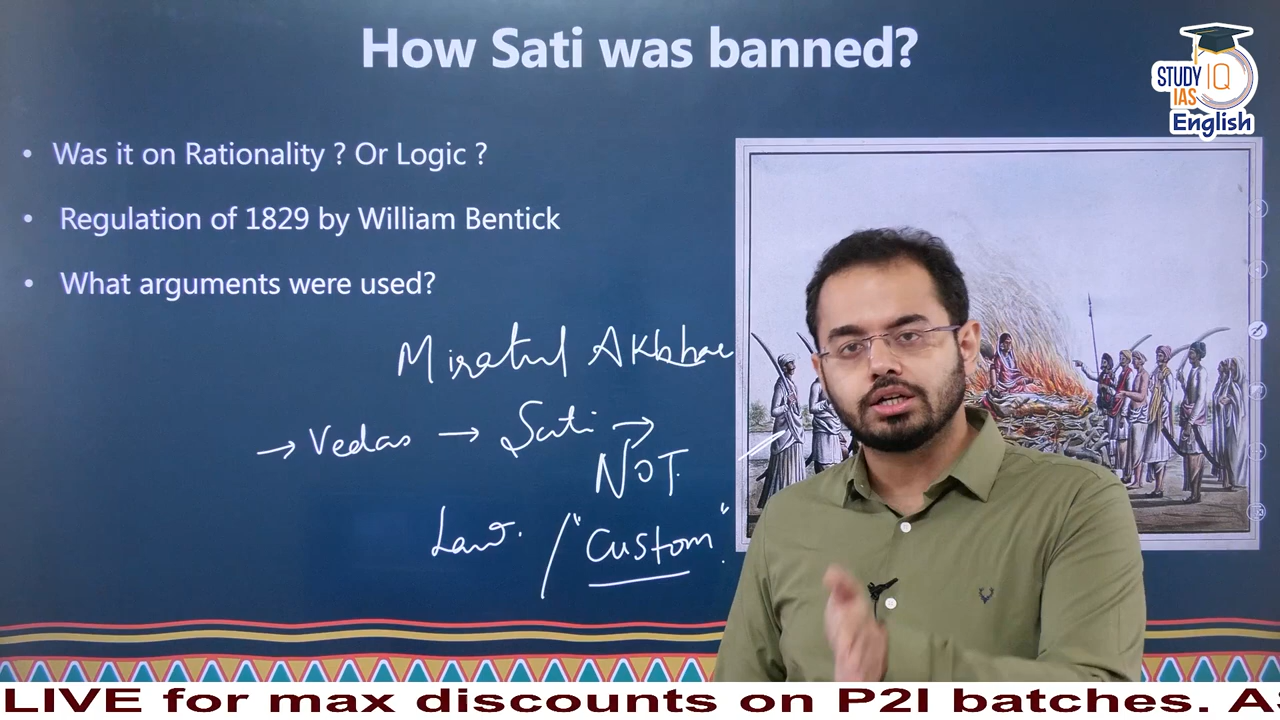 How Sati was banned?
STUDY IQ
IAS
English
• Was it on Rationality ? Or Logic ?
• Regulation of 1829 by William Bentick
• What arguments were used?
Miratul Akbbar
→ Vedas → Sati →
NOT
Law. / "Custom".
LIVE for max discounts on P2I batches. A